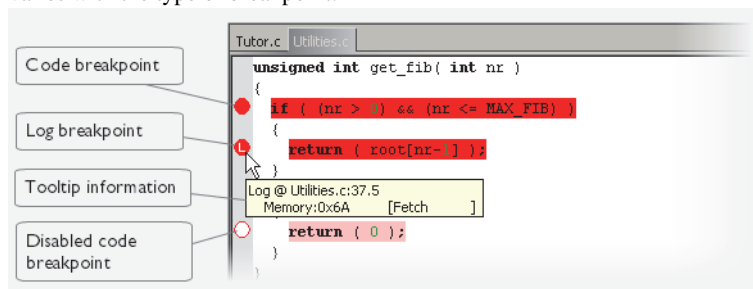 Tutor.c Utilities.c
Code breakpoint
unsigned int get_fib( int nr )
{
if ( (nr > 0) && (nr <= MAX_FIB) )
Log breakpoint
{
L return ( root[nr-1] );
}
Tooltip information
Log @ Utilities.c:37.5
Memory:0x6A [Fetch ]
Disabled code
breakpoint
return ( 0 );
}
}